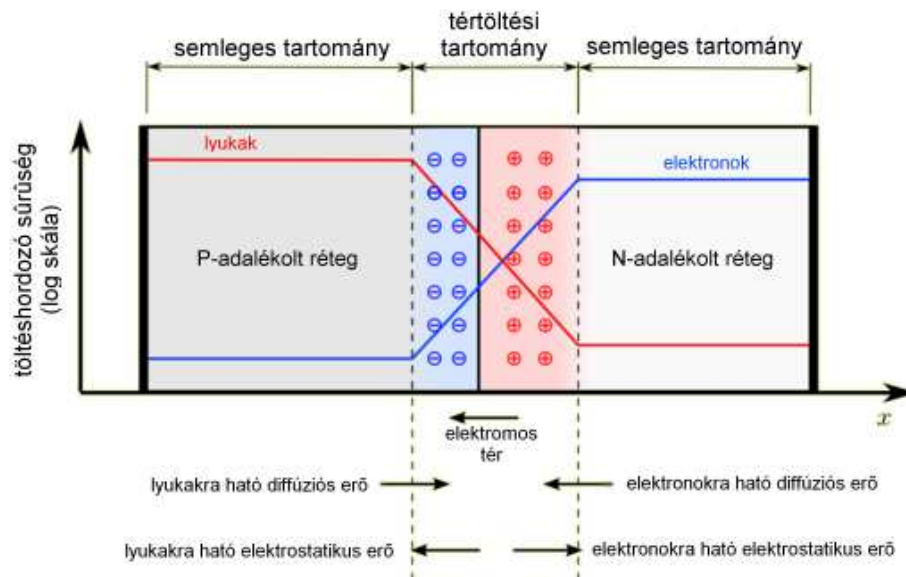 tértöltési
semleges tartomány tartomány semleges tartomány
töltéshordozó sűrűség
(log skála)
lyukak
elektronok
P-adalékolt réteg
N-adalékolt réteg
x
elektromos
tér
lyukakra ható diffúziós erő
elektronokra ható diffúziós erő
lyukakra ható elektrostatikus erő
elektronokra ható elektrostatikus erő